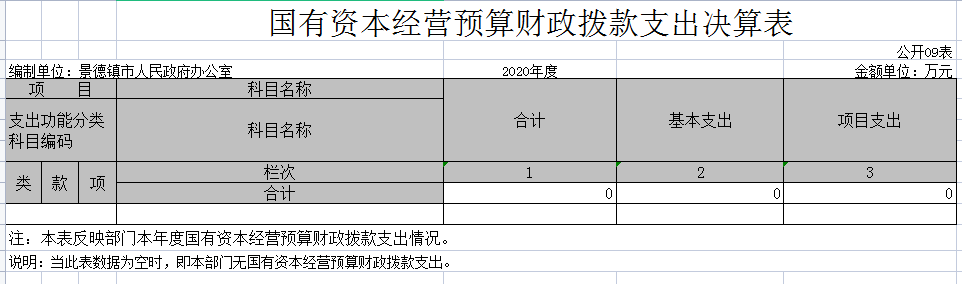 国有资本经营预算财政拨款支出决算表
公开09表
编制单位：景德镇市人民政府办公室 2020年度 金额单位：万元
项 目 科目名称 合计 基本支出 项目支出
支出功能分类
科目编码 科目名称
类 款 项 栏次 1 2 3
合计 0 0 0
注：本表反映部门本年度国有资本经营预算财政拨款支出情况。
说明：当此表数据为空时，即本部门无国有资本经营预算财政拨款支出。